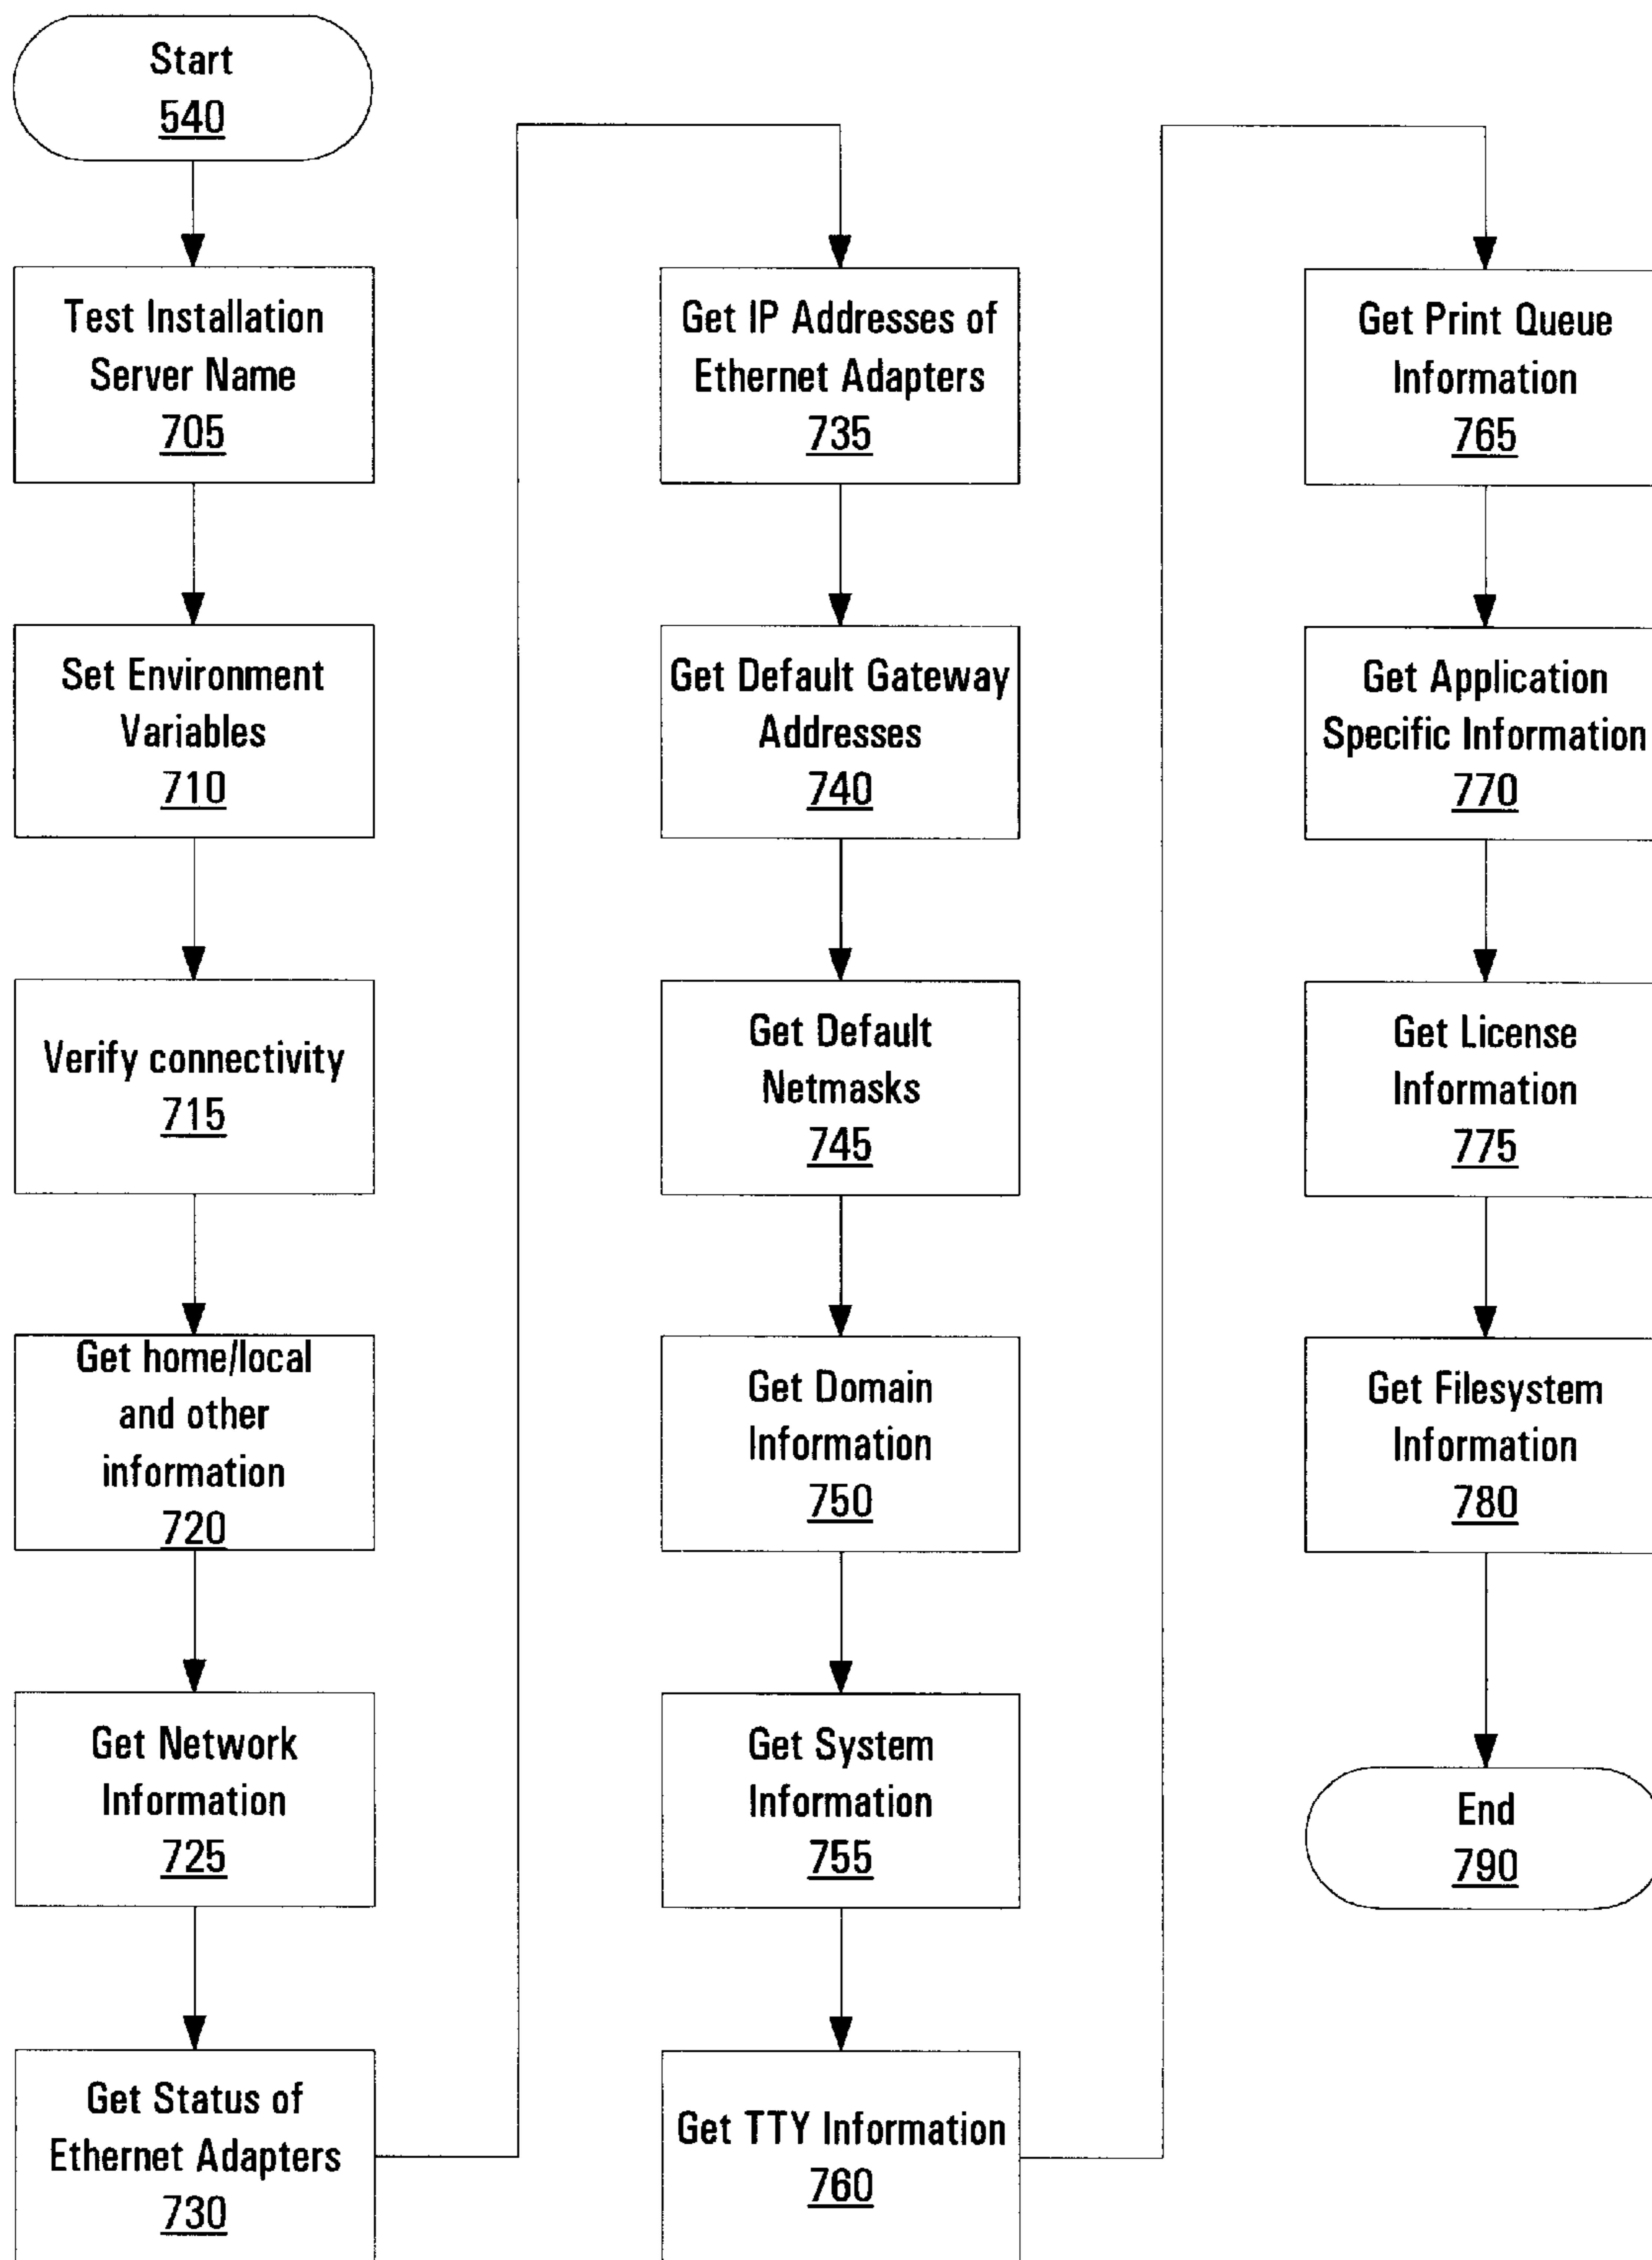 Start
540
Test Installation
Server Name
705
Set Environment
Variables
710
Verify connectivity
715
Get home/local
and other
information
720
Get Network
Information
725
Get Status of
Ethernet Adapters
730
Get IP Addresses of
Ethernet Adapters
735
Get Default Gateway
Addresses
740
Get Default
Netmasks
745
Get Domain
Information
750
Get System
Information
755
Get TTY Information
760
Get Print Queue
Information
765
Get Application
Specific Information
770
Get License
Information
775
Get Filesystem
Information
780
End
790